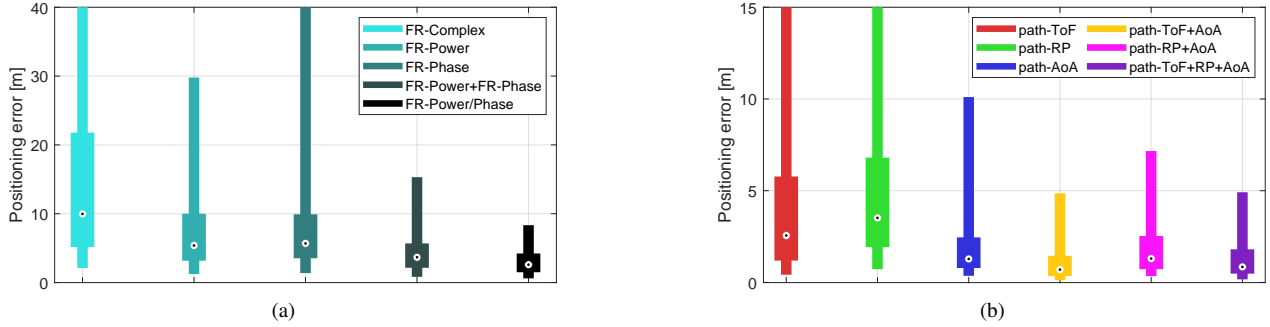 40
30
20
10
0
Positioning error [m]
FR-Complex
FR-Power
FR-Phase
FR-Power+FR-Phase
FR-Power/Phase
(a)
15
10
5
0
Positioning error [m]
path-ToF path-ToF+AoA
path-RP path-RP+AoA
path-AoA path-ToF+RP+AoA
(b)